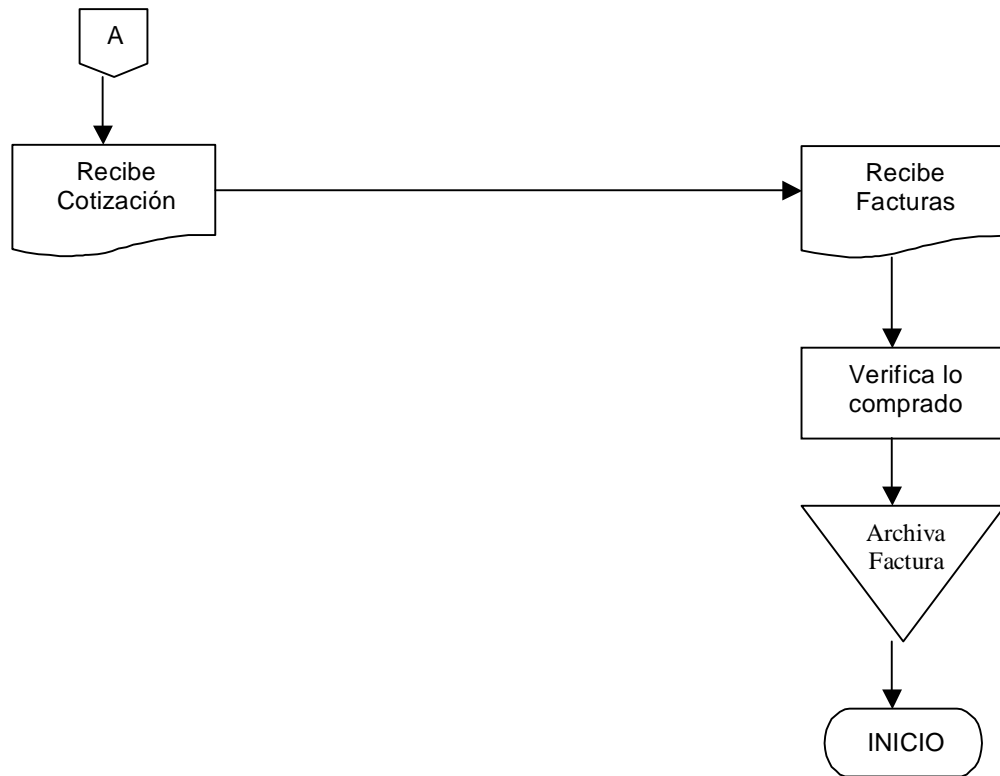 A
Recibe
Cotización
Recibe
Facturas
Verifica lo
comprado
Archiva
Factura
INICIO